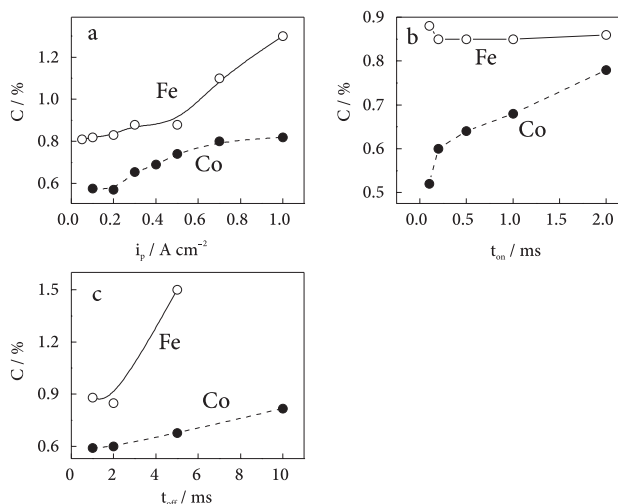 a
1.2
1.0
0.8
0.6
C / %
Fe
Co
0.0 0.2 0.4 0.6 0.8 1.0
i_p / A cm⁻²
b
0.9
0.8
0.7
0.6
0.5
C / %
Fe
Co
0.0 0.5 1.0 1.5 2.0
t_on / ms
c
1.5
1.2
0.9
0.6
C / %
Fe
Co
0 2 4 6 8 10
t_off / ms